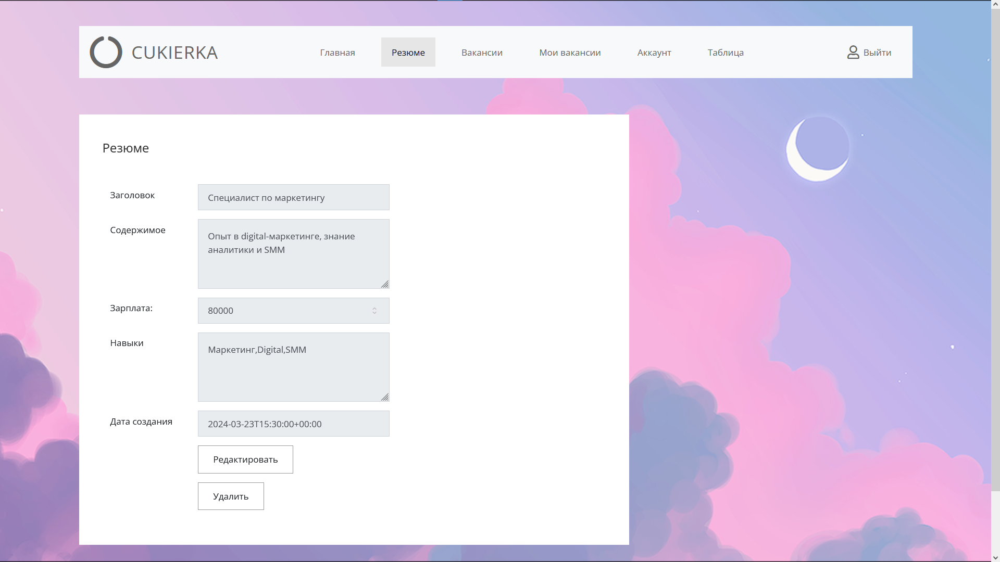 CUKIERKA
Главная
Резюме
Вакансии
Мои вакансии
Аккаунт
Таблица
Выйти
Резюме
Заголовок
Специалист по маркетингу
Содержимое
Опыт в digital-маркетинге, знание
аналитики и SMM
Зарплата:
80000
Навыки
Маркетинг,Digital,SMM
Дата создания
2024-03-23T15:30:00+00:00
Редактировать
Удалить